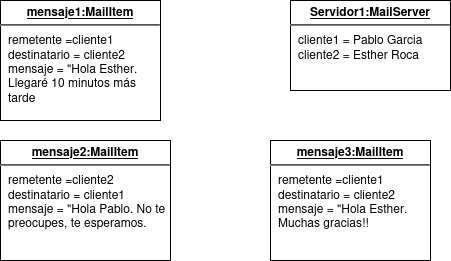 mensaje1:MailItem
remetente =cliente1
destinatario = cliente2
mensaje = "Hola Esther.
Llegaré 10 minutos más
tarde
Servidor1:MailServer
cliente1 = Pablo Garcia
cliente2 = Esther Roca
mensaje2:MailItem
remetente =cliente2
destinatario = cliente1
mensaje = "Hola Pablo. No te
preocupes, te esperamos.
mensaje3:MailItem
remetente =cliente1
destinatario = cliente2
mensaje = "Hola Esther.
Muchas gracias!!